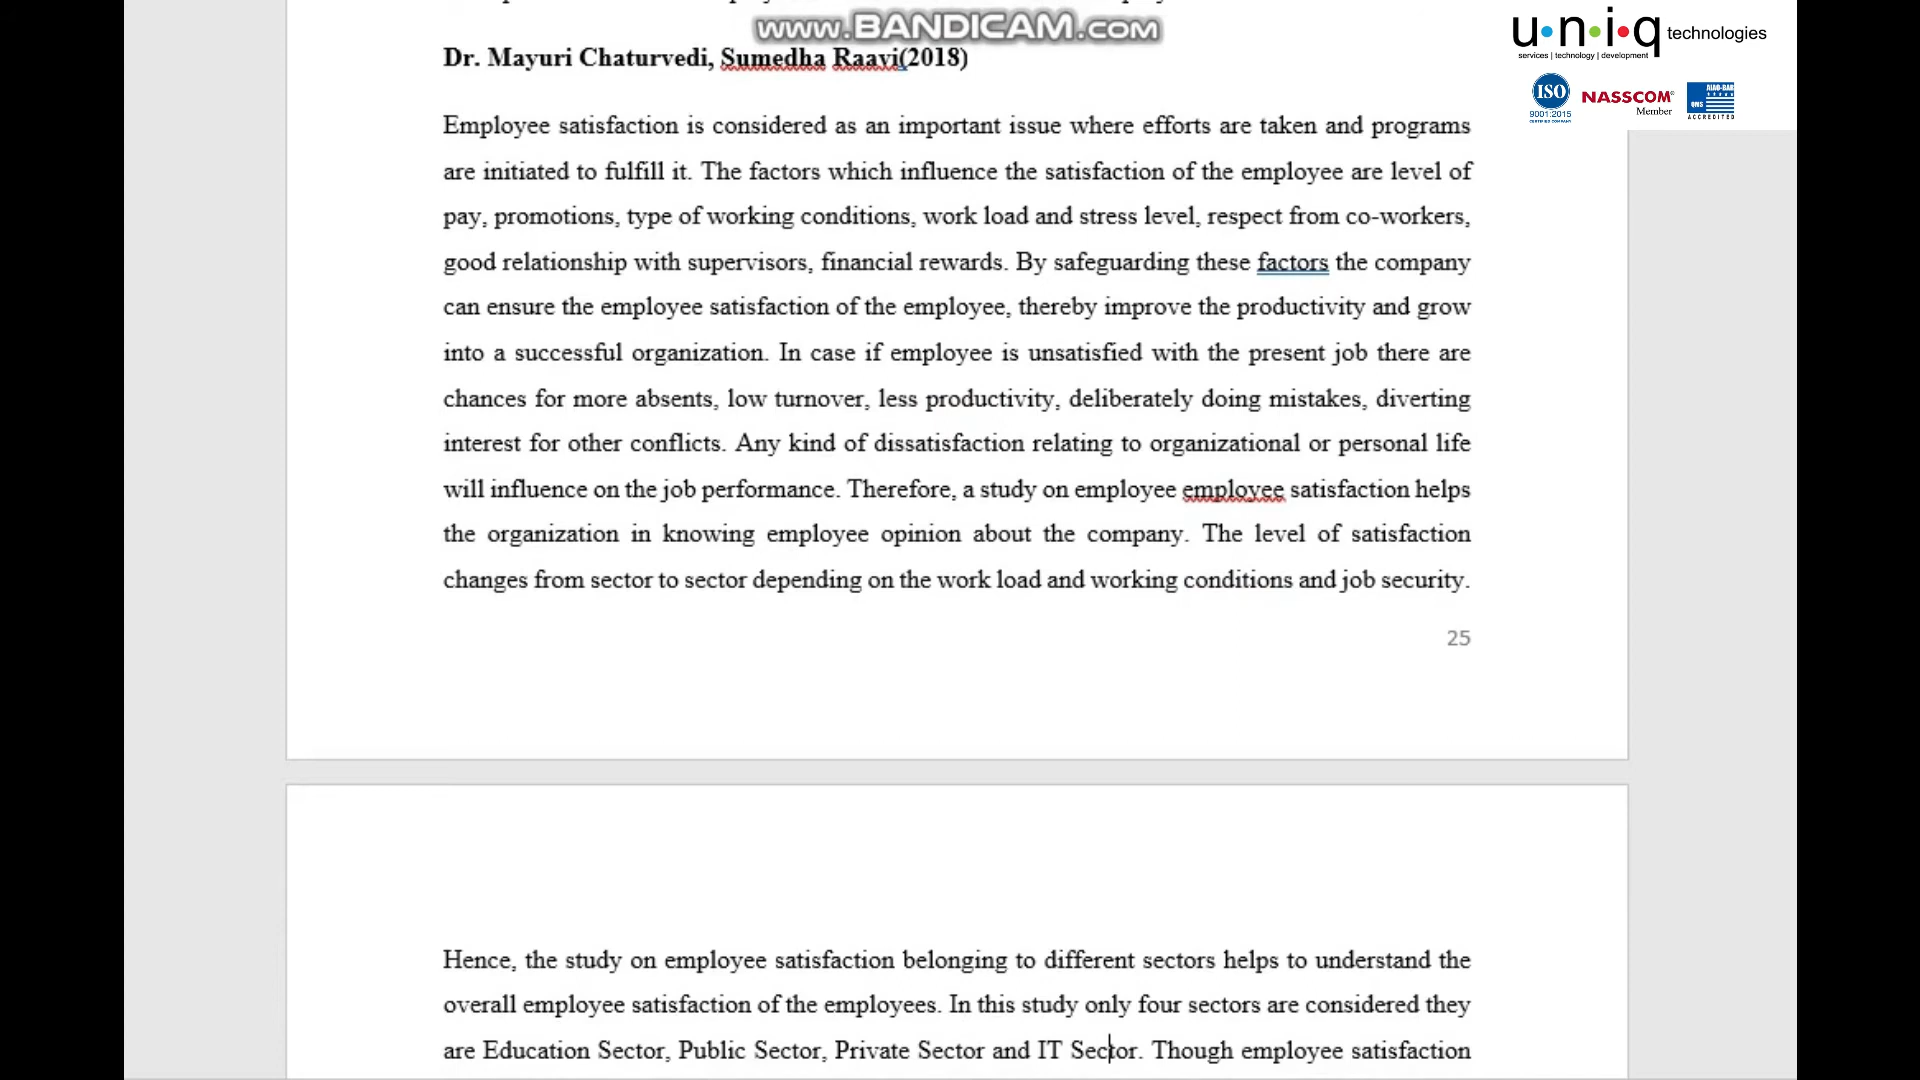 www.BANDICAM.com
u·n·i·q technologies
services | technology | development
ISO
9001:2015
CERTIFIED COMPANY
NASSCOM®
Member
AIAO-BAR
QMS
ACCREDITED
Dr. Mayuri Chaturvedi, Sumedha Raavi(2018)
Employee satisfaction is considered as an important issue where efforts are taken and programs
are initiated to fulfill it. The factors which influence the satisfaction of the employee are level of
pay, promotions, type of working conditions, work load and stress level, respect from co-workers,
good relationship with supervisors, financial rewards. By safeguarding these factors the company
can ensure the employee satisfaction of the employee, thereby improve the productivity and grow
into a successful organization. In case if employee is unsatisfied with the present job there are
chances for more absents, low turnover, less productivity, deliberately doing mistakes, diverting
interest for other conflicts. Any kind of dissatisfaction relating to organizational or personal life
will influence on the job performance. Therefore, a study on employee employee satisfaction helps
the organization in knowing employee opinion about the company. The level of satisfaction
changes from sector to sector depending on the work load and working conditions and job security.
25
Hence, the study on employee satisfaction belonging to different sectors helps to understand the
overall employee satisfaction of the employees. In this study only four sectors are considered they
are Education Sector, Public Sector, Private Sector and IT Sector. Though employee satisfaction